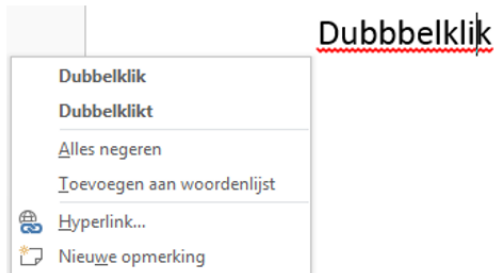 Dubbbelklik
Dubbelklik
Dubbelklikt
Alles negeren
Toevoegen aan woordenlijst
Hyperlink...
Nieuwe opmerking